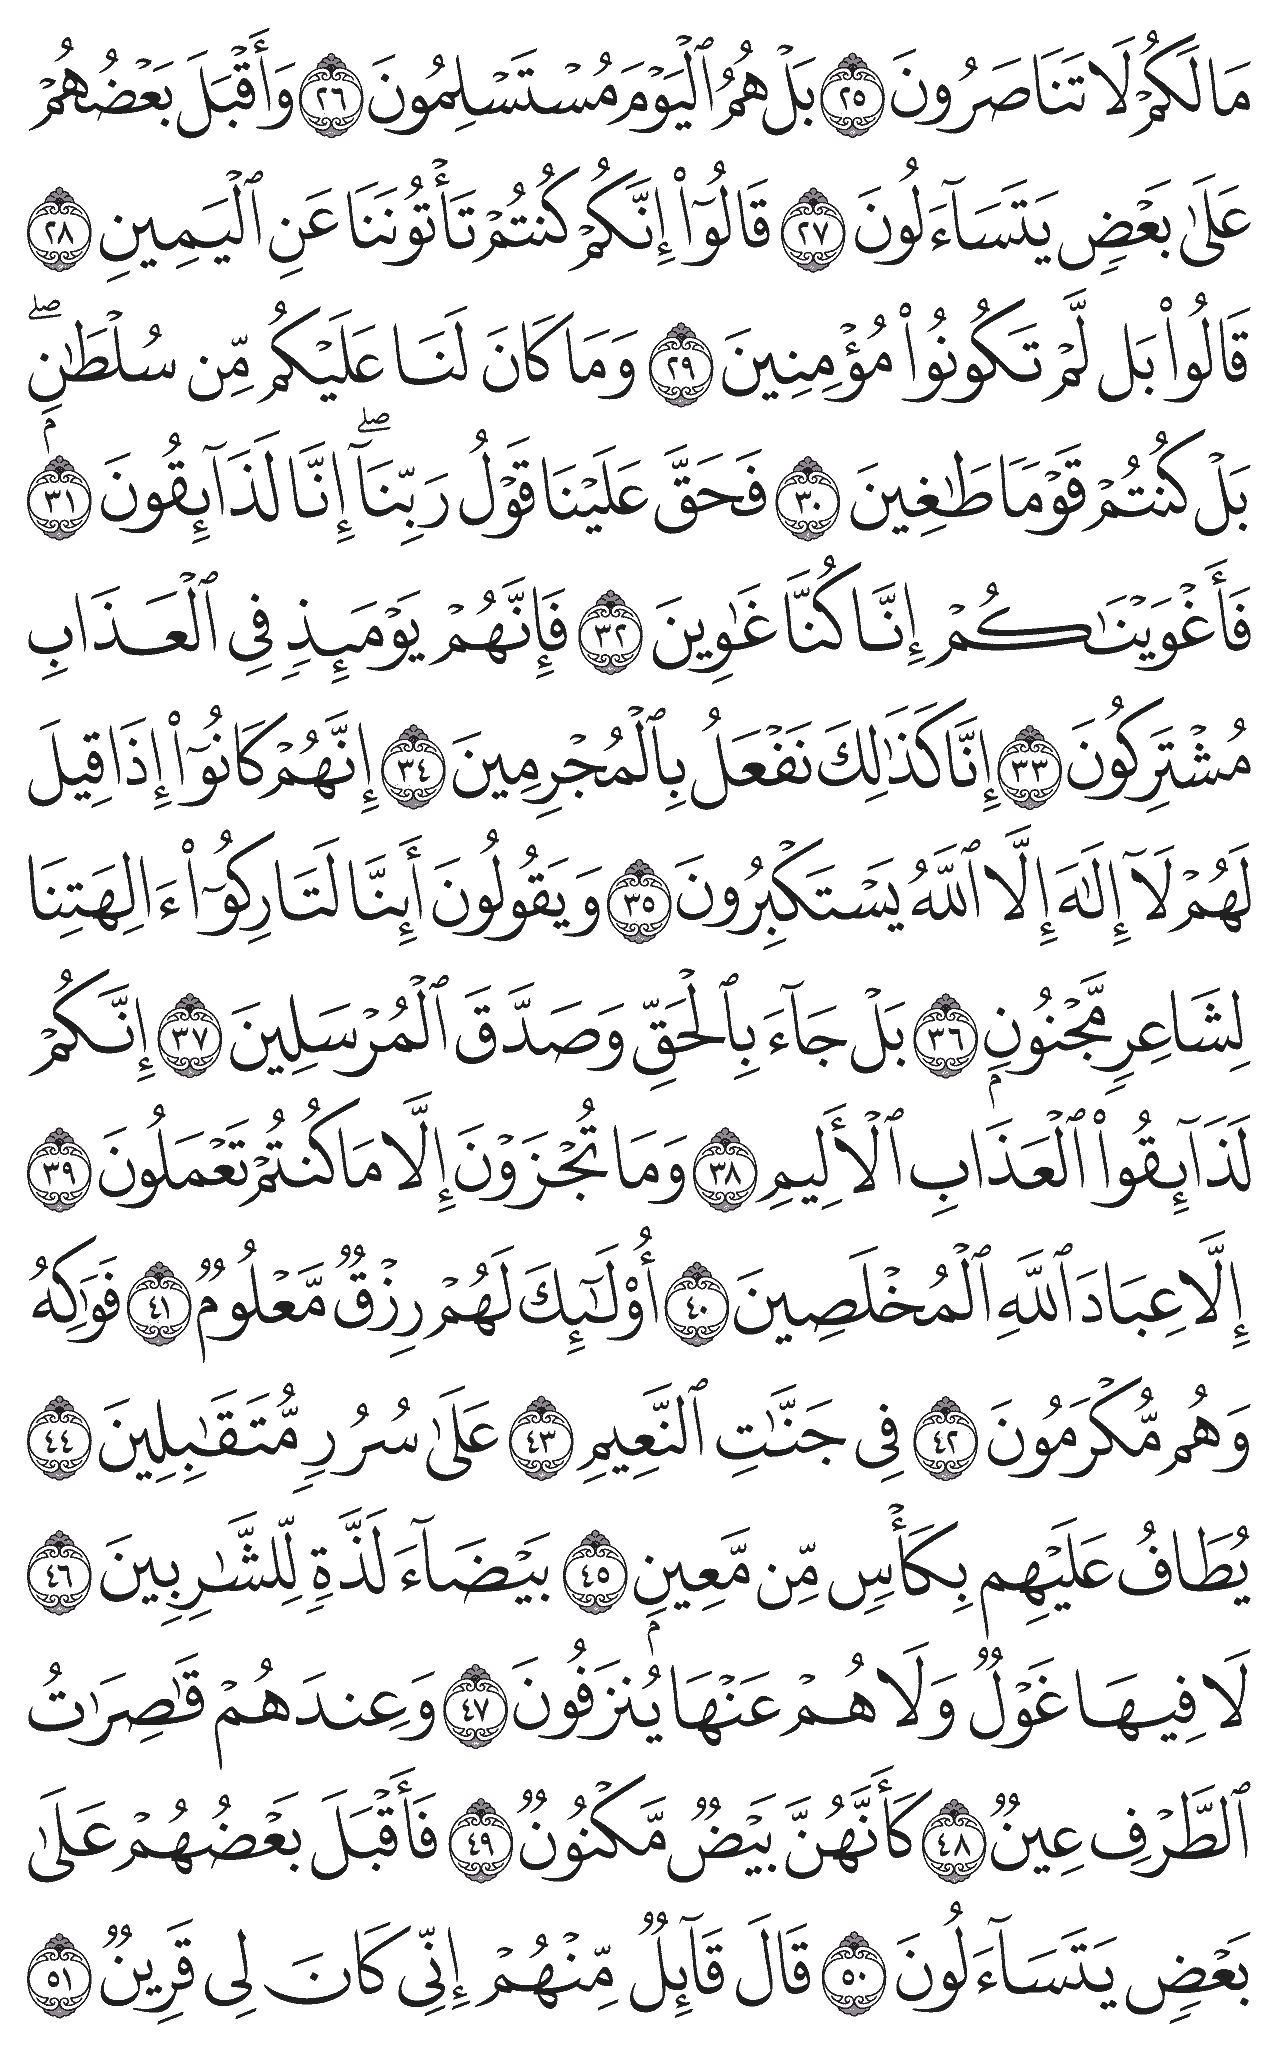 مَا لَكُمْ لَا تَنَاصَرُونَ ٢٥ بَلْ هُمُ ٱلْيَوْمَ مُسْتَسْلِمُونَ ٢٦ وَأَقْبَلَ بَعْضُهُمْ
عَلَىٰ بَعْضٍ يَتَسَآءَلُونَ ٢٧ قَالُوٓا۟ إِنَّكُمْ كُنتُمْ تَأْتُونَنَا عَنِ ٱلْيَمِينِ ٢٨
قَالُوا۟ بَل لَّمْ تَكُونُوا۟ مُؤْمِنِينَ ٢٩ وَمَا كَانَ لَنَا عَلَيْكُم مِّن سُلْطَـٰنٍۭ ۖ
بَلْ كُنتُمْ قَوْمًا طَـٰغِينَ ٣٠ فَحَقَّ عَلَيْنَا قَوْلُ رَبِّنَآ ۖ إِنَّا لَذَآئِقُونَ ٣١
فَأَغْوَيْنَـٰكُمْ إِنَّا كُنَّا غَـٰوِينَ ٣٢ فَإِنَّهُمْ يَوْمَئِذٍ فِى ٱلْعَذَابِ
مُشْتَرِكُونَ ٣٣ إِنَّا كَذَٰلِكَ نَفْعَلُ بِٱلْمُجْرِمِينَ ٣٤ إِنَّهُمْ كَانُوٓا۟ إِذَا قِيلَ
لَهُمْ لَآ إِلَـٰهَ إِلَّا ٱللَّهُ يَسْتَكْبِرُونَ ٣٥ وَيَقُولُونَ أَئِنَّا لَتَارِكُوٓا۟ ءَالِهَتِنَا
لِشَاعِرٍ مَّجْنُونٍۭ ٣٦ بَلْ جَآءَ بِٱلْحَقِّ وَصَدَّقَ ٱلْمُرْسَلِينَ ٣٧ إِنَّكُمْ
لَذَآئِقُوا۟ ٱلْعَذَابِ ٱلْأَلِيمِ ٣٨ وَمَا تُجْزَوْنَ إِلَّا مَا كُنتُمْ تَعْمَلُونَ ٣٩
إِلَّا عِبَادَ ٱللَّهِ ٱلْمُخْلَصِينَ ٤٠ أُو۟لَـٰٓئِكَ لَهُمْ رِزْقٌ مَّعْلُومٌ ٤١ فَوَٰكِهُ
وَهُم مُّكْرَمُونَ ٤٢ فِى جَنَّـٰتِ ٱلنَّعِيمِ ٤٣ عَلَىٰ سُرُرٍ مُّتَقَـٰبِلِينَ ٤٤
يُطَافُ عَلَيْهِم بِكَأْسٍ مِّن مَّعِينٍۭ ٤٥ بَيْضَآءَ لَذَّةٍ لِّلشَّـٰرِبِينَ ٤٦
لَا فِيهَا غَوْلٌ وَلَا هُمْ عَنْهَا يُنزَفُونَ ٤٧ وَعِندَهُمْ قَـٰصِرَٰتُ
ٱلطَّرْفِ عِينٌ ٤٨ كَأَنَّهُنَّ بَيْضٌ مَّكْنُونٌ ٤٩ فَأَقْبَلَ بَعْضُهُمْ عَلَىٰ
بَعْضٍ يَتَسَآءَلُونَ ٥٠ قَالَ قَآئِلٌ مِّنْهُمْ إِنِّى كَانَ لِى قَرِينٌ ٥١